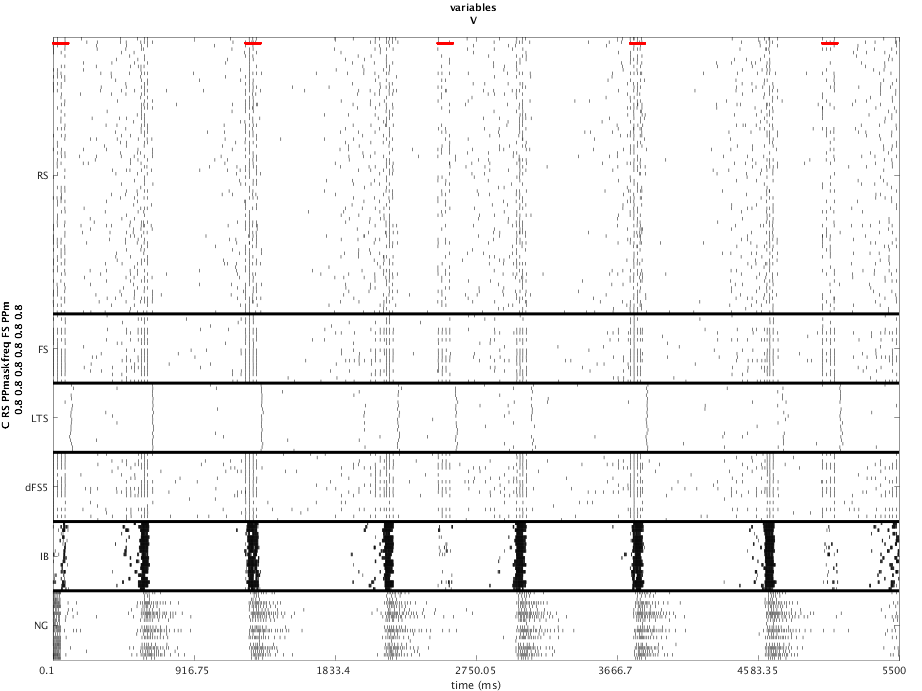 variables
V
C RS PPmaskfreq FS PPm
0.8 0.8 0.8 0.8 0.8
RS
FS
LTS
dFS5
IB
NG
0.1 916.75 1833.4 2750.05 3666.7 4583.35 5500
time (ms)